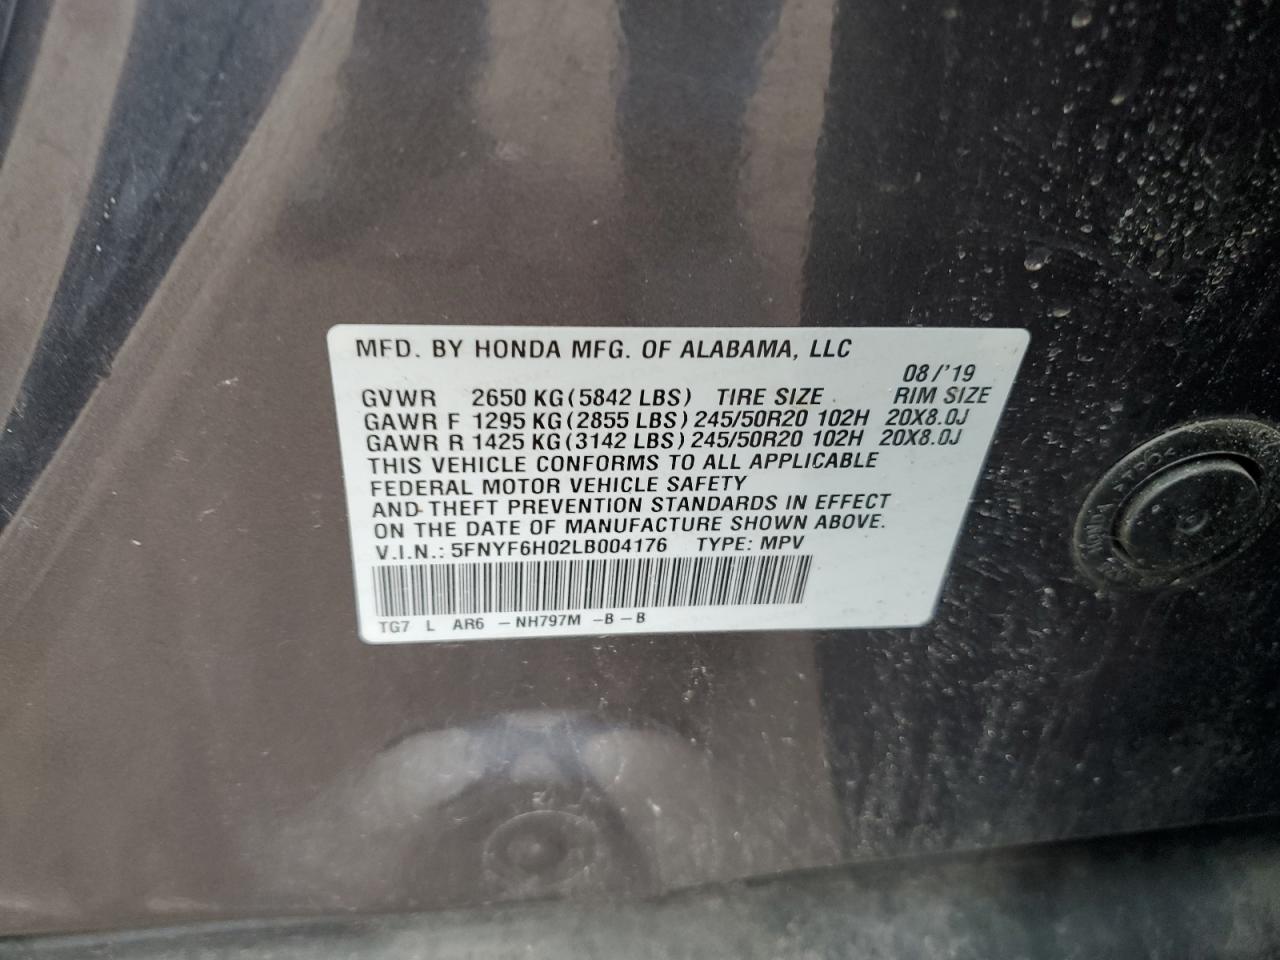 MFD. BY HONDA MFG. OF ALABAMA, LLC
08/'19
GVWR 2650 KG (5842 LBS) TIRE SIZE RIM SIZE
GAWR F 1295 KG (2855 LBS) 245/50R20 102H 20X8.0J
GAWR R 1425 KG (3142 LBS) 245/50R20 102H 20X8.0J
THIS VEHICLE CONFORMS TO ALL APPLICABLE
FEDERAL MOTOR VEHICLE SAFETY
AND THEFT PREVENTION STANDARDS IN EFFECT
ON THE DATE OF MANUFACTURE SHOWN ABOVE.
V.I.N.: 5FNYF6H02LB004176 TYPE: MPV
TG7 L AR6 - NH797M - B - B